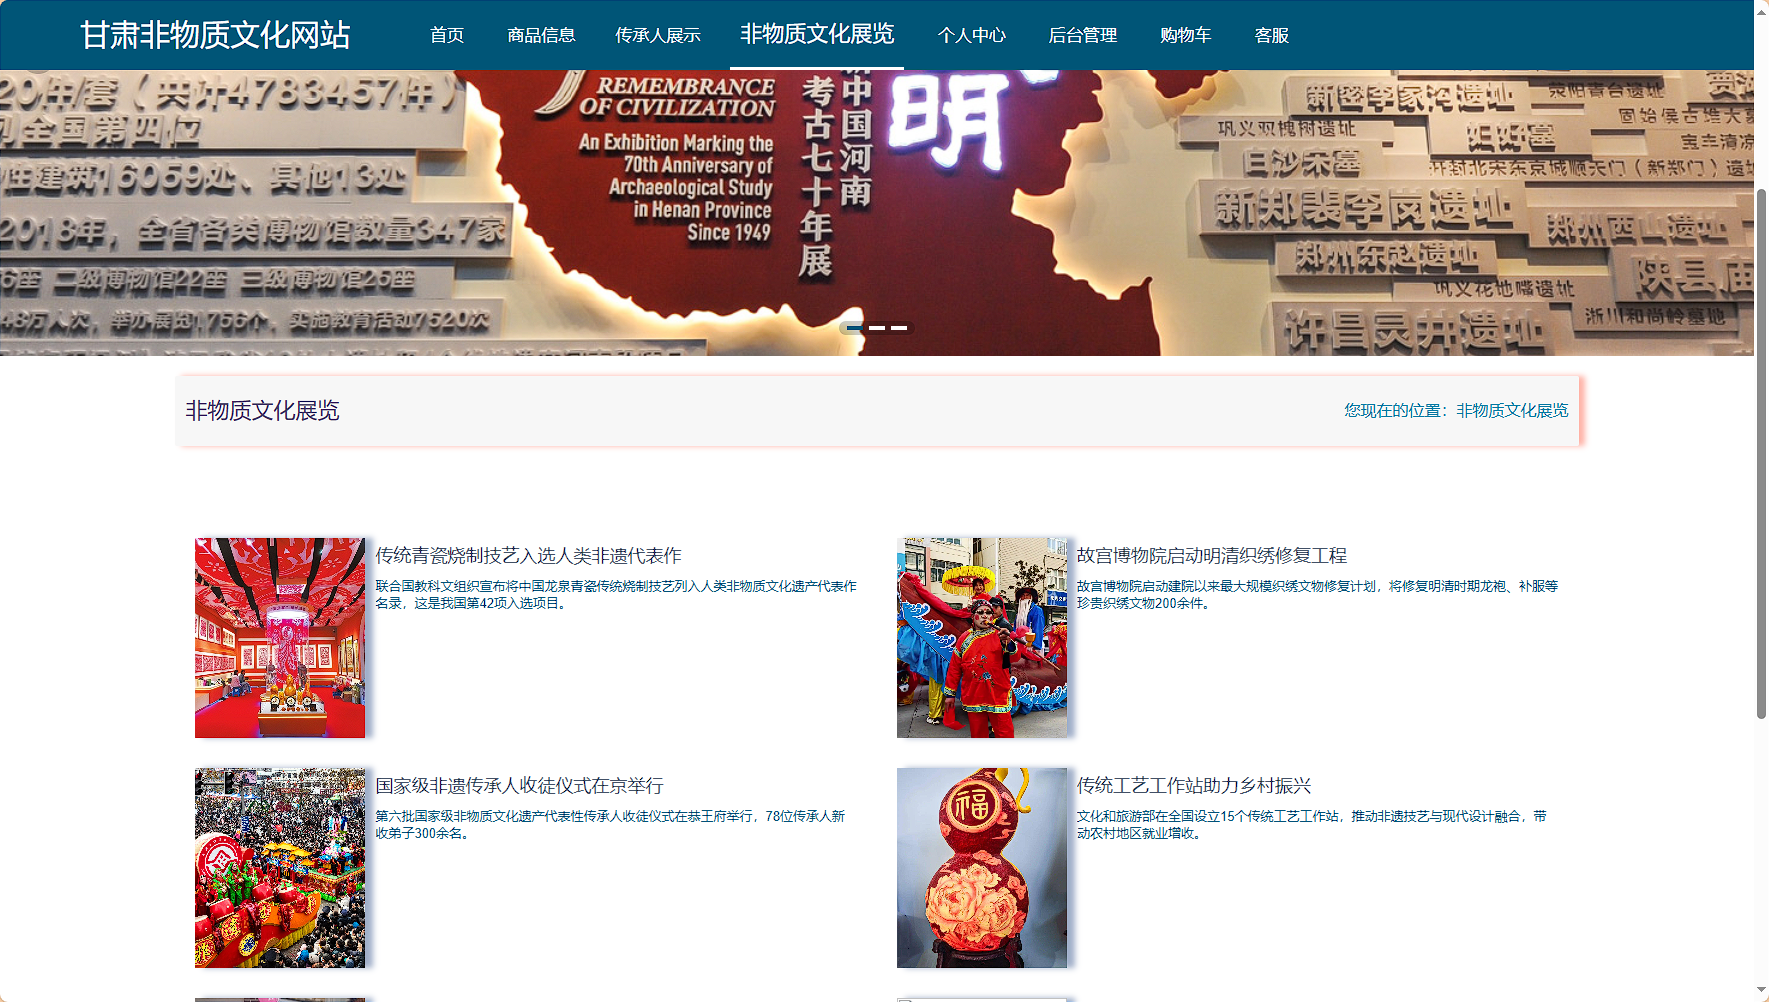 甘肃非物质文化网站
首页 商品信息 传承人展示 非物质文化展览 个人中心 后台管理 购物车 客服
20件/套（共计4783457件）
全国第四位
建筑16059处、其他13处
2018年，全省各类博物馆数量347家
二级博物馆22座 三级博物馆26座
万人次，举办展览1756个，实施教育活动7520次
REMEMBRANCE
OF CIVILIZATION
An Exhibition Marking the
70th Anniversary of
Archaeological Study
in Henan Province
Since 1949
中国河南
考古七十年展
明
新密李家沟遗址
荥阳青台遗址
固始侯古堆大墓
巩义双槐树遗址
妇好墓
白沙宋墓
开封北宋东京城顺天门（新郑门）遗址
新郑裴李岗遗址
郑州西山遗址
郑州东赵遗址
陕县庙
巩义花地嘴遗址
淅川和尚岭墓地
许昌灵井遗址
非物质文化展览
您现在的位置：非物质文化展览
传统青瓷烧制技艺入选人类非遗代表作
联合国教科文组织宣布将中国龙泉青瓷传统烧制技艺列入人类非物质文化遗产代表作
名录，这是我国第42项入选项目。
故宫博物院启动明清织绣修复工程
故宫博物院启动建院以来最大规模织绣文物修复计划，将修复明清时期龙袍、补服等
珍贵织绣文物200余件。
国家级非遗传承人收徒仪式在京举行
第六批国家级非物质文化遗产代表性传承人收徒仪式在恭王府举行，78位传承人新
收弟子300余名。
福
传统工艺工作站助力乡村振兴
文化和旅游部在全国设立15个传统工艺工作站，推动非遗技艺与现代设计融合，带
动农村地区就业增收。